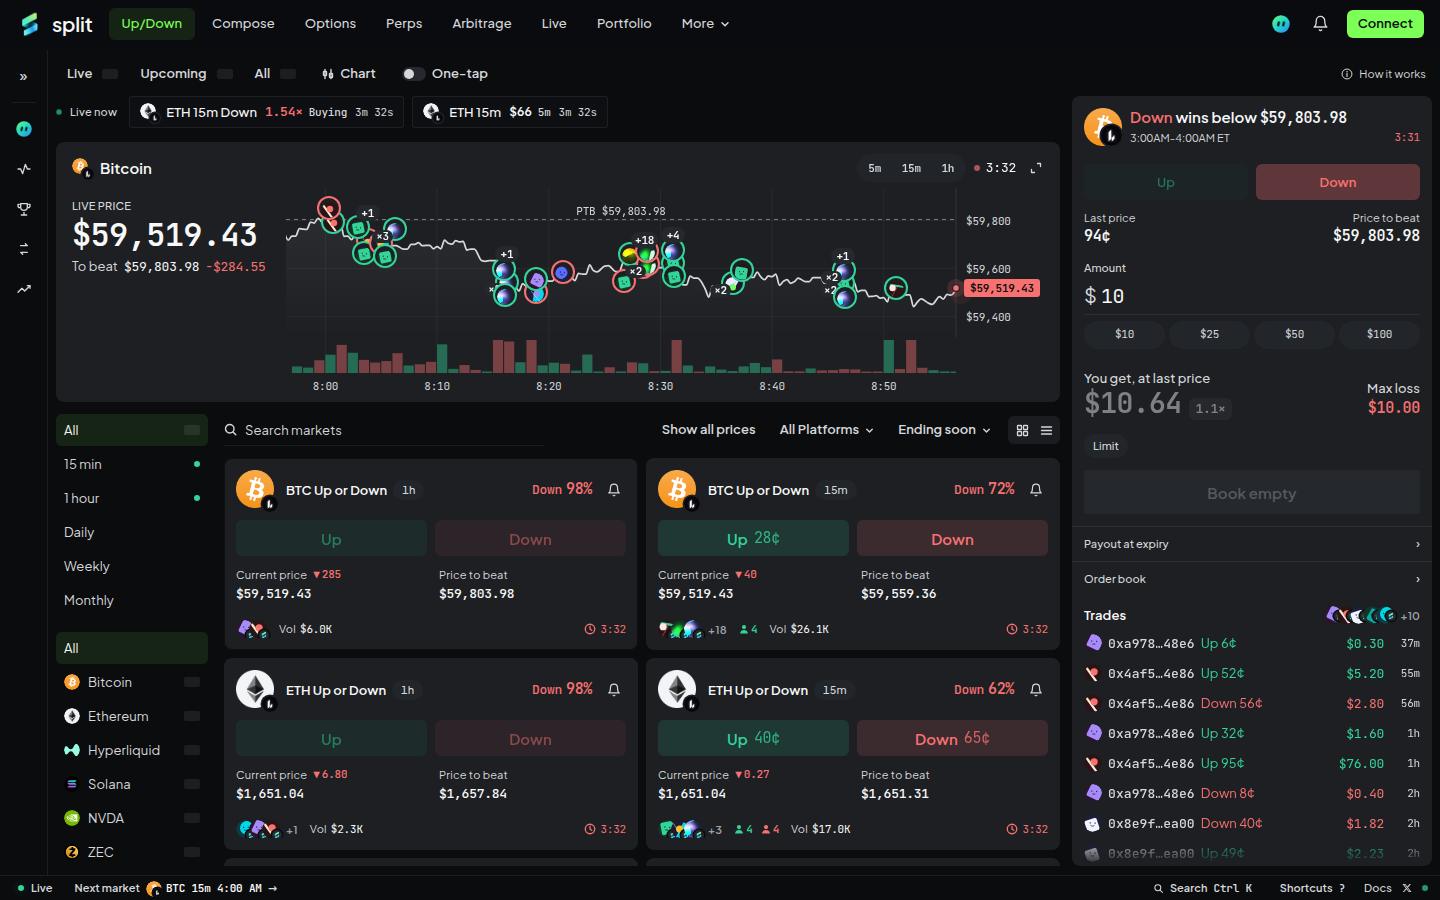 split Up/Down Compose Options Perps Arbitrage Live Portfolio More Connect
» Live Upcoming All Chart One-tap How it works
Live now ETH 15m Down 1.54× Buying 3m 32s ETH 15m $66 5m 3m 32s
Bitcoin 5m 15m 1h 3:32
LIVE PRICE
$59,519.43
To beat $59,803.98 -$284.55
PTB $59,803.98
+1 ×3 +1 ×2 +18 +4 ×2 +1 ×2 ×2
$59,800
$59,600
$59,519.43
$59,400
8:00 8:10 8:20 8:30 8:40 8:50
Down wins below $59,803.98
3:00AM-4:00AM ET 3:31
Up Down
Last price Price to beat
94¢ $59,803.98
Amount
$ 10
$10 $25 $50 $100
You get, at last price Max loss
$10.64 1.1× $10.00
Limit
Book empty
Payout at expiry ›
Order book ›
Trades +10
0xa978…48e6 Up 6¢ $0.30 37m
0x4af5…4e86 Up 52¢ $5.20 55m
0x4af5…4e86 Down 56¢ $2.80 56m
0xa978…48e6 Up 32¢ $1.60 1h
0x4af5…4e86 Up 95¢ $76.00 1h
0xa978…48e6 Down 8¢ $0.40 2h
0x8e9f…ea00 Down 40¢ $1.82 2h
0x8e9f…ea00 Up 49¢ $2.23 2h
All
15 min
1 hour
Daily
Weekly
Monthly
All
Bitcoin
Ethereum
Hyperliquid
Solana
NVDA
ZEC
Search markets Show all prices All Platforms Ending soon
BTC Up or Down 1h Down 98%
Up Down
Current price ▼285 Price to beat
$59,519.43 $59,803.98
Vol $6.0K 3:32
BTC Up or Down 15m Down 72%
Up 28¢ Down
Current price ▼40 Price to beat
$59,519.43 $59,559.36
+18 4 Vol $26.1K 3:32
ETH Up or Down 1h Down 98%
Up Down
Current price ▼6.80 Price to beat
$1,651.04 $1,657.84
+1 Vol $2.3K 3:32
ETH Up or Down 15m Down 62%
Up 40¢ Down 65¢
Current price ▼0.27 Price to beat
$1,651.04 $1,651.31
+3 4 4 Vol $17.0K 3:32
Live Next market BTC 15m 4:00 AM → Search Ctrl K Shortcuts ? Docs X